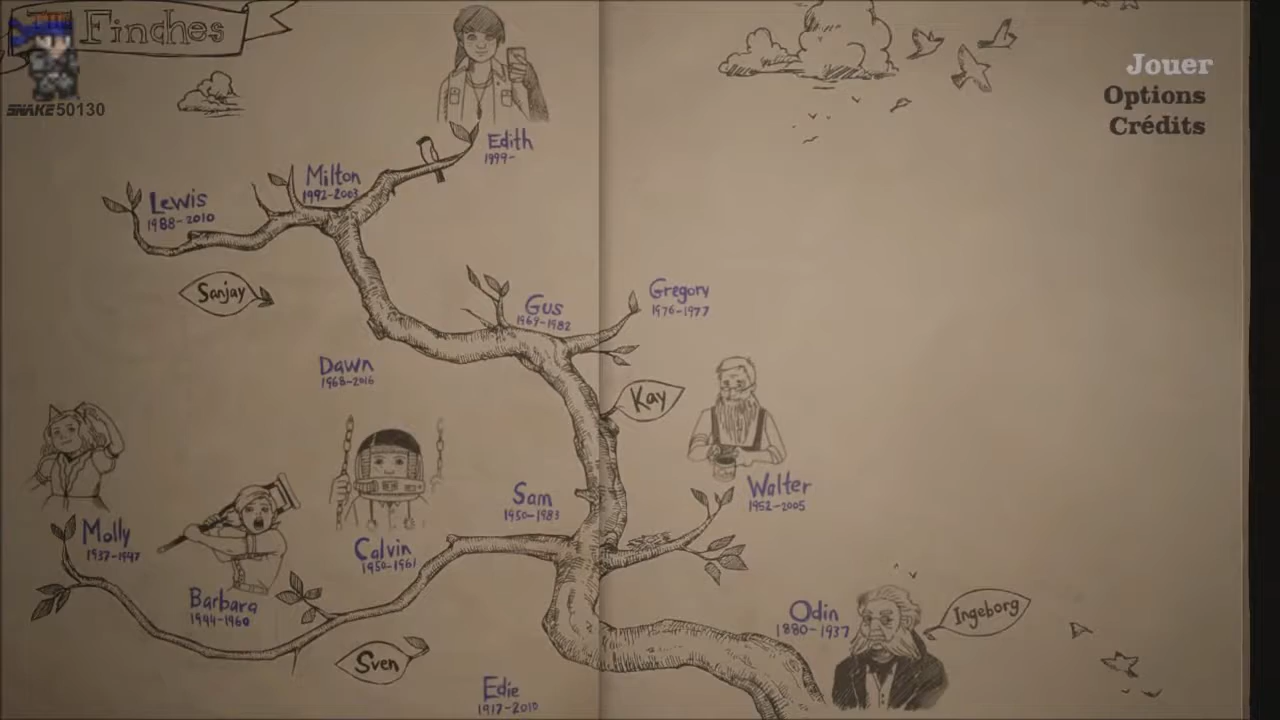 Finches
SNAKE50130
Jouer
Options
Crédits
Edith
1999-
Milton
1992-2003
Lewis
1988-2010
Sanjay
Gregory
1976-1977
Gus
1969-1982
Dawn
1968-2016
Kay
Walter
1952-2005
Sam
1950-1983
Molly
1937-1947
Calvin
1950-1961
Barbara
1944-1960
Sven
Odin
1880-1937
Ingeborg
Edie
1917-2010